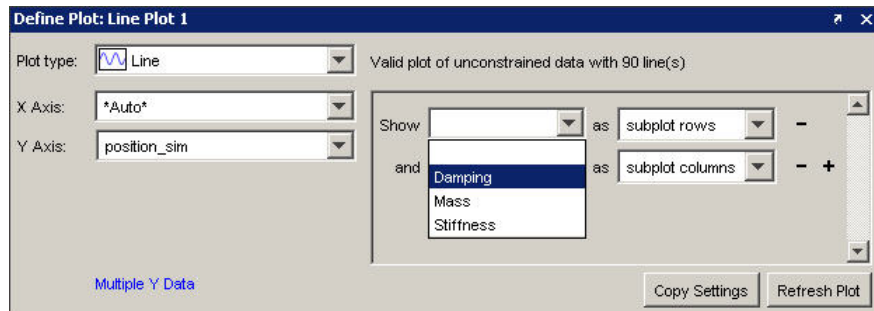 Define Plot: Line Plot 1
Plot type: Line
Valid plot of unconstrained data with 90 line(s)
X Axis: *Auto*
Y Axis: position_sim
Show as subplot rows - 
and as subplot columns - +
Damping
Mass
Stiffness
Multiple Y Data
Copy Settings Refresh Plot